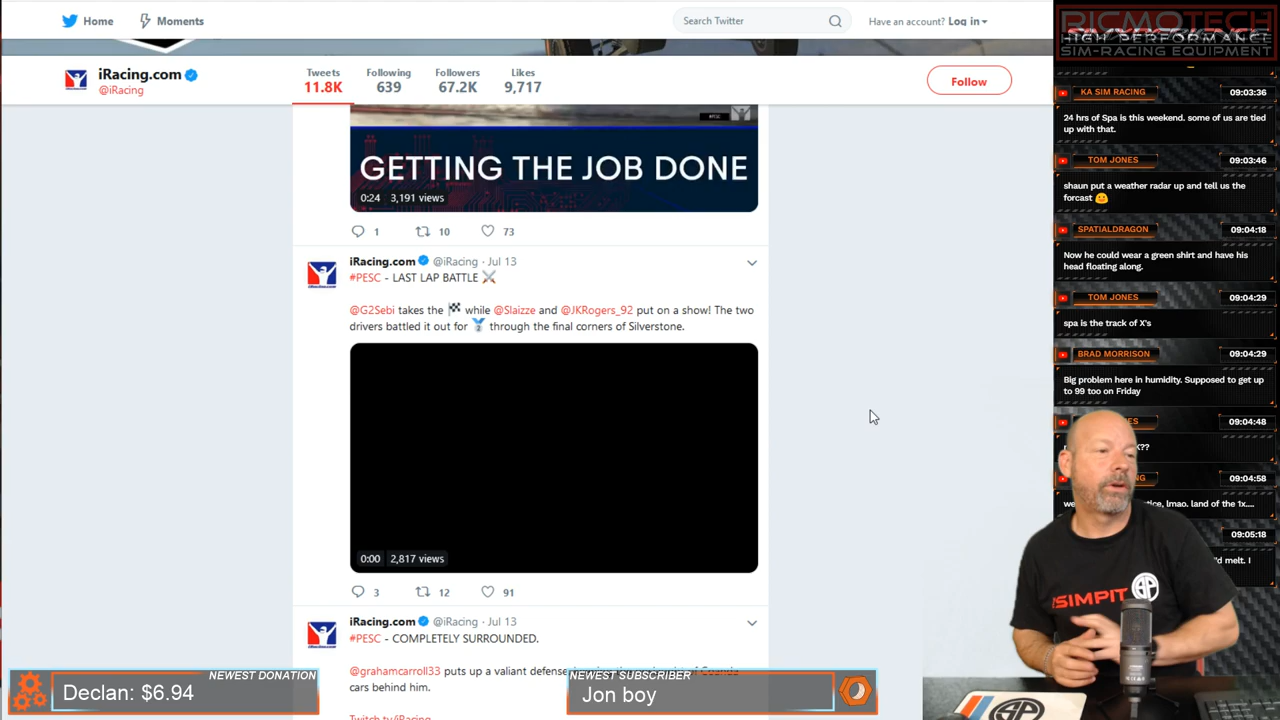 Home
Moments
Search Twitter
Have an account? Log in
iRacing.com
@iRacing
Tweets
11.8K
Following
639
Followers
67.2K
Likes
9,717
Follow
GETTING THE JOB DONE
0:24 3,191 views
1 10 73
iRacing.com @iRacing · Jul 13
#PESC - LAST LAP BATTLE
@G2Sebi takes the while @Slaizze and @JKRogers_92 put on a show! The two
drivers battled it out for through the final corners of Silverstone.
0:00 2,817 views
3 12 91
iRacing.com @iRacing · Jul 13
#PESC - COMPLETELY SURROUNDED.
@grahamcarroll33 puts up a valiant defense
cars behind him.
Twitch.tv/iRacing
NEWEST DONATION
Declan: $6.94
NEWEST SUBSCRIBER
Jon boy
RICMOTECH
HIGH PERFORMANCE
SIM-RACING EQUIPMENT
KA SIM RACING 09:03:36
24 hrs of Spa is this weekend. some of us are tied
up with that.
TOM JONES 09:03:46
shaun put a weather radar up and tell us the
forcast
SPATIALDRAGON 09:04:18
Now he could wear a green shirt and have his
head floating along.
TOM JONES 09:04:29
spa is the track of X's
BRAD MORRISON 09:04:29
Big problem here in humidity. Supposed to get up
to 99 too on Friday
09:04:48
09:04:58
lmao. land of the 1x....
09:05:18
melt. I
SIMPIT